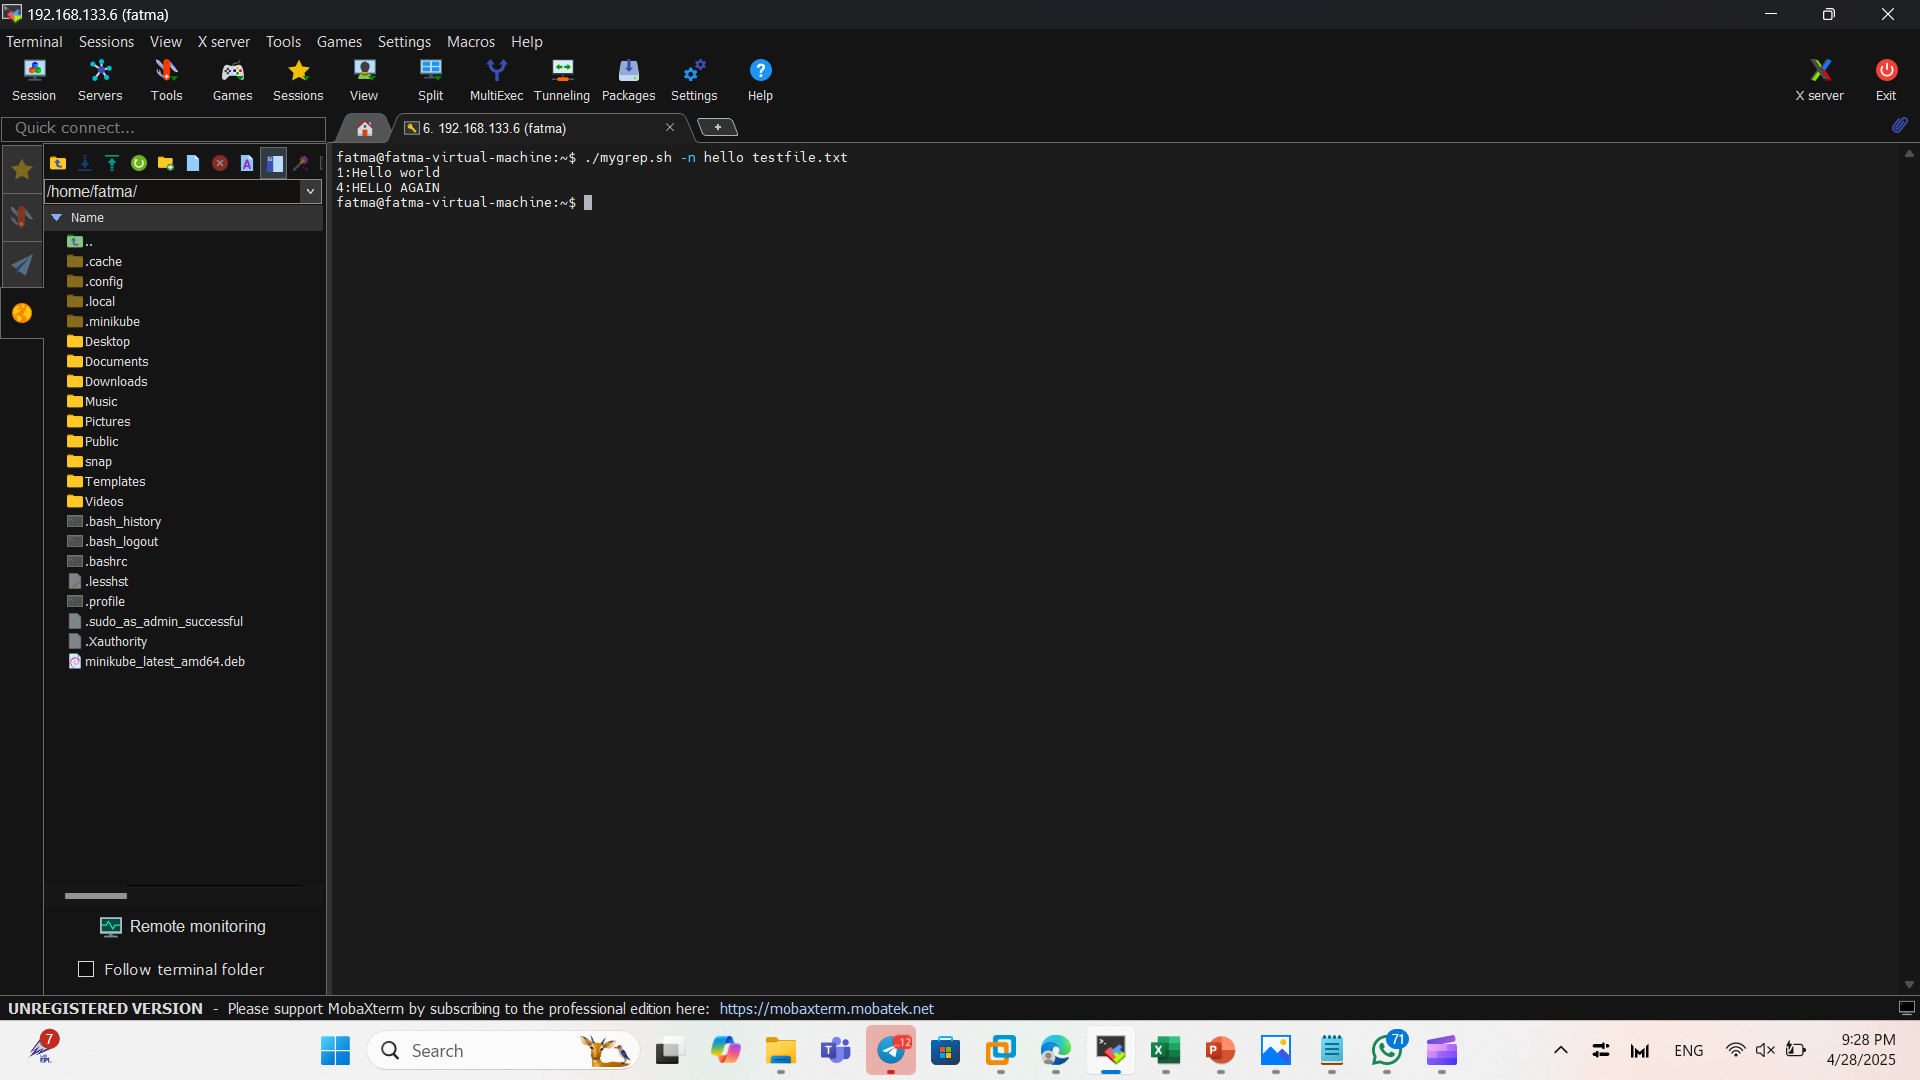 192.168.133.6 (fatma)
Terminal Sessions View X server Tools Games Settings Macros Help
Session Servers Tools Games Sessions View Split MultiExec Tunneling Packages Settings Help X server Exit
Quick connect...
6. 192.168.133.6 (fatma)
/home/fatma/
Name
..
.cache
.config
.local
.minikube
Desktop
Documents
Downloads
Music
Pictures
Public
snap
Templates
Videos
.bash_history
.bash_logout
.bashrc
.lesshst
.profile
.sudo_as_admin_successful
.Xauthority
minikube_latest_amd64.deb
Remote monitoring
Follow terminal folder
fatma@fatma-virtual-machine:~$ ./mygrep.sh -n hello testfile.txt
1:Hello world
4:HELLO AGAIN
fatma@fatma-virtual-machine:~$
UNREGISTERED VERSION - Please support MobaXterm by subscribing to the professional edition here: https://mobaxterm.mobatek.net
7
Search
12
71
ENG
9:28 PM
4/28/2025